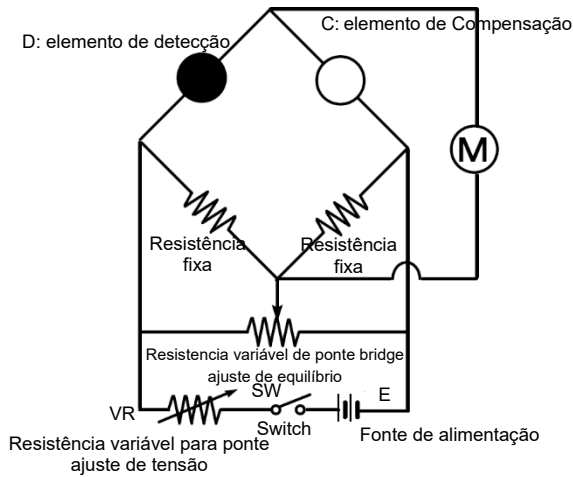 C: elemento de Compensação
D: elemento de detecção
M
Resistência
fixa
Resistência
fixa
Resistencia variável de ponte bridge
ajuste de equilíbrio
SW
E
VR
Switch
Fonte de alimentação
Resistência variável para ponte
ajuste de tensão